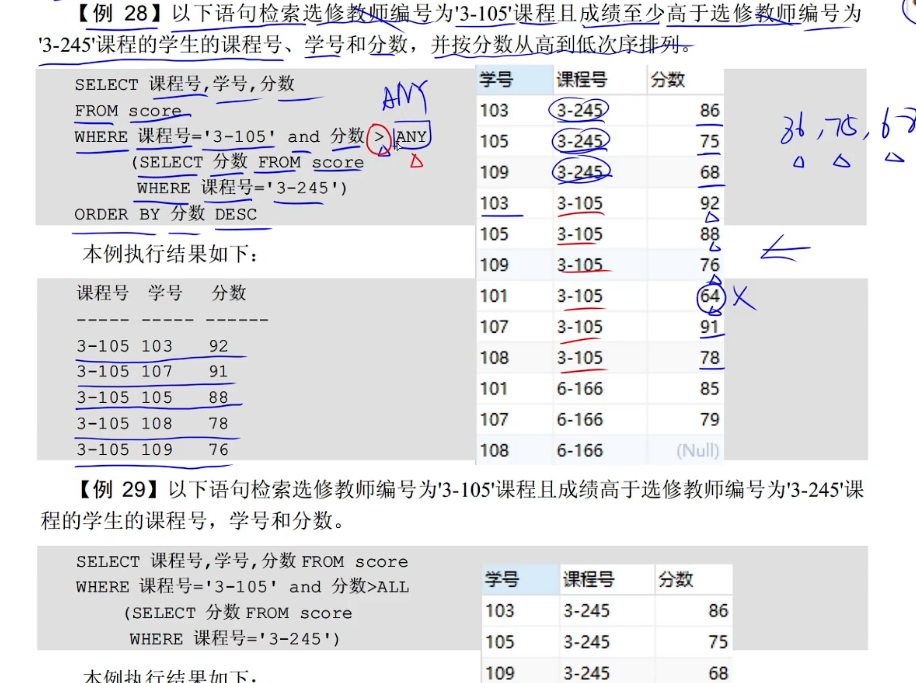 【例 28】以下语句检索选修教师编号为'3-105'课程且成绩至少高于选修教师编号为
'3-245'课程的学生的课程号、学号和分数，并按分数从高到低次序排列。
SELECT 课程号,学号,分数
FROM score
WHERE 课程号='3-105' and 分数 > ANY
(SELECT 分数 FROM score
WHERE 课程号='3-245')
ORDER BY 分数 DESC
ANY
本例执行结果如下：
课程号 学号 分数
----- ----- ------
3-105 103 92
3-105 107 91
3-105 105 88
3-105 108 78
3-105 109 76
学号 课程号 分数
103 3-245 86
105 3-245 75
109 3-245 68
103 3-105 92
105 3-105 88
109 3-105 76
101 3-105 64
107 3-105 91
108 3-105 78
101 6-166 85
107 6-166 79
108 6-166 (Null)
86, 75, 68
【例 29】以下语句检索选修教师编号为'3-105'课程且成绩高于选修教师编号为'3-245'课
程的学生的课程号，学号和分数。
SELECT 课程号,学号,分数 FROM score
WHERE 课程号='3-105' and 分数>ALL
(SELECT 分数 FROM score
WHERE 课程号='3-245')
学号 课程号 分数
103 3-245 86
105 3-245 75
109 3-245 68
本例执行结果如下：